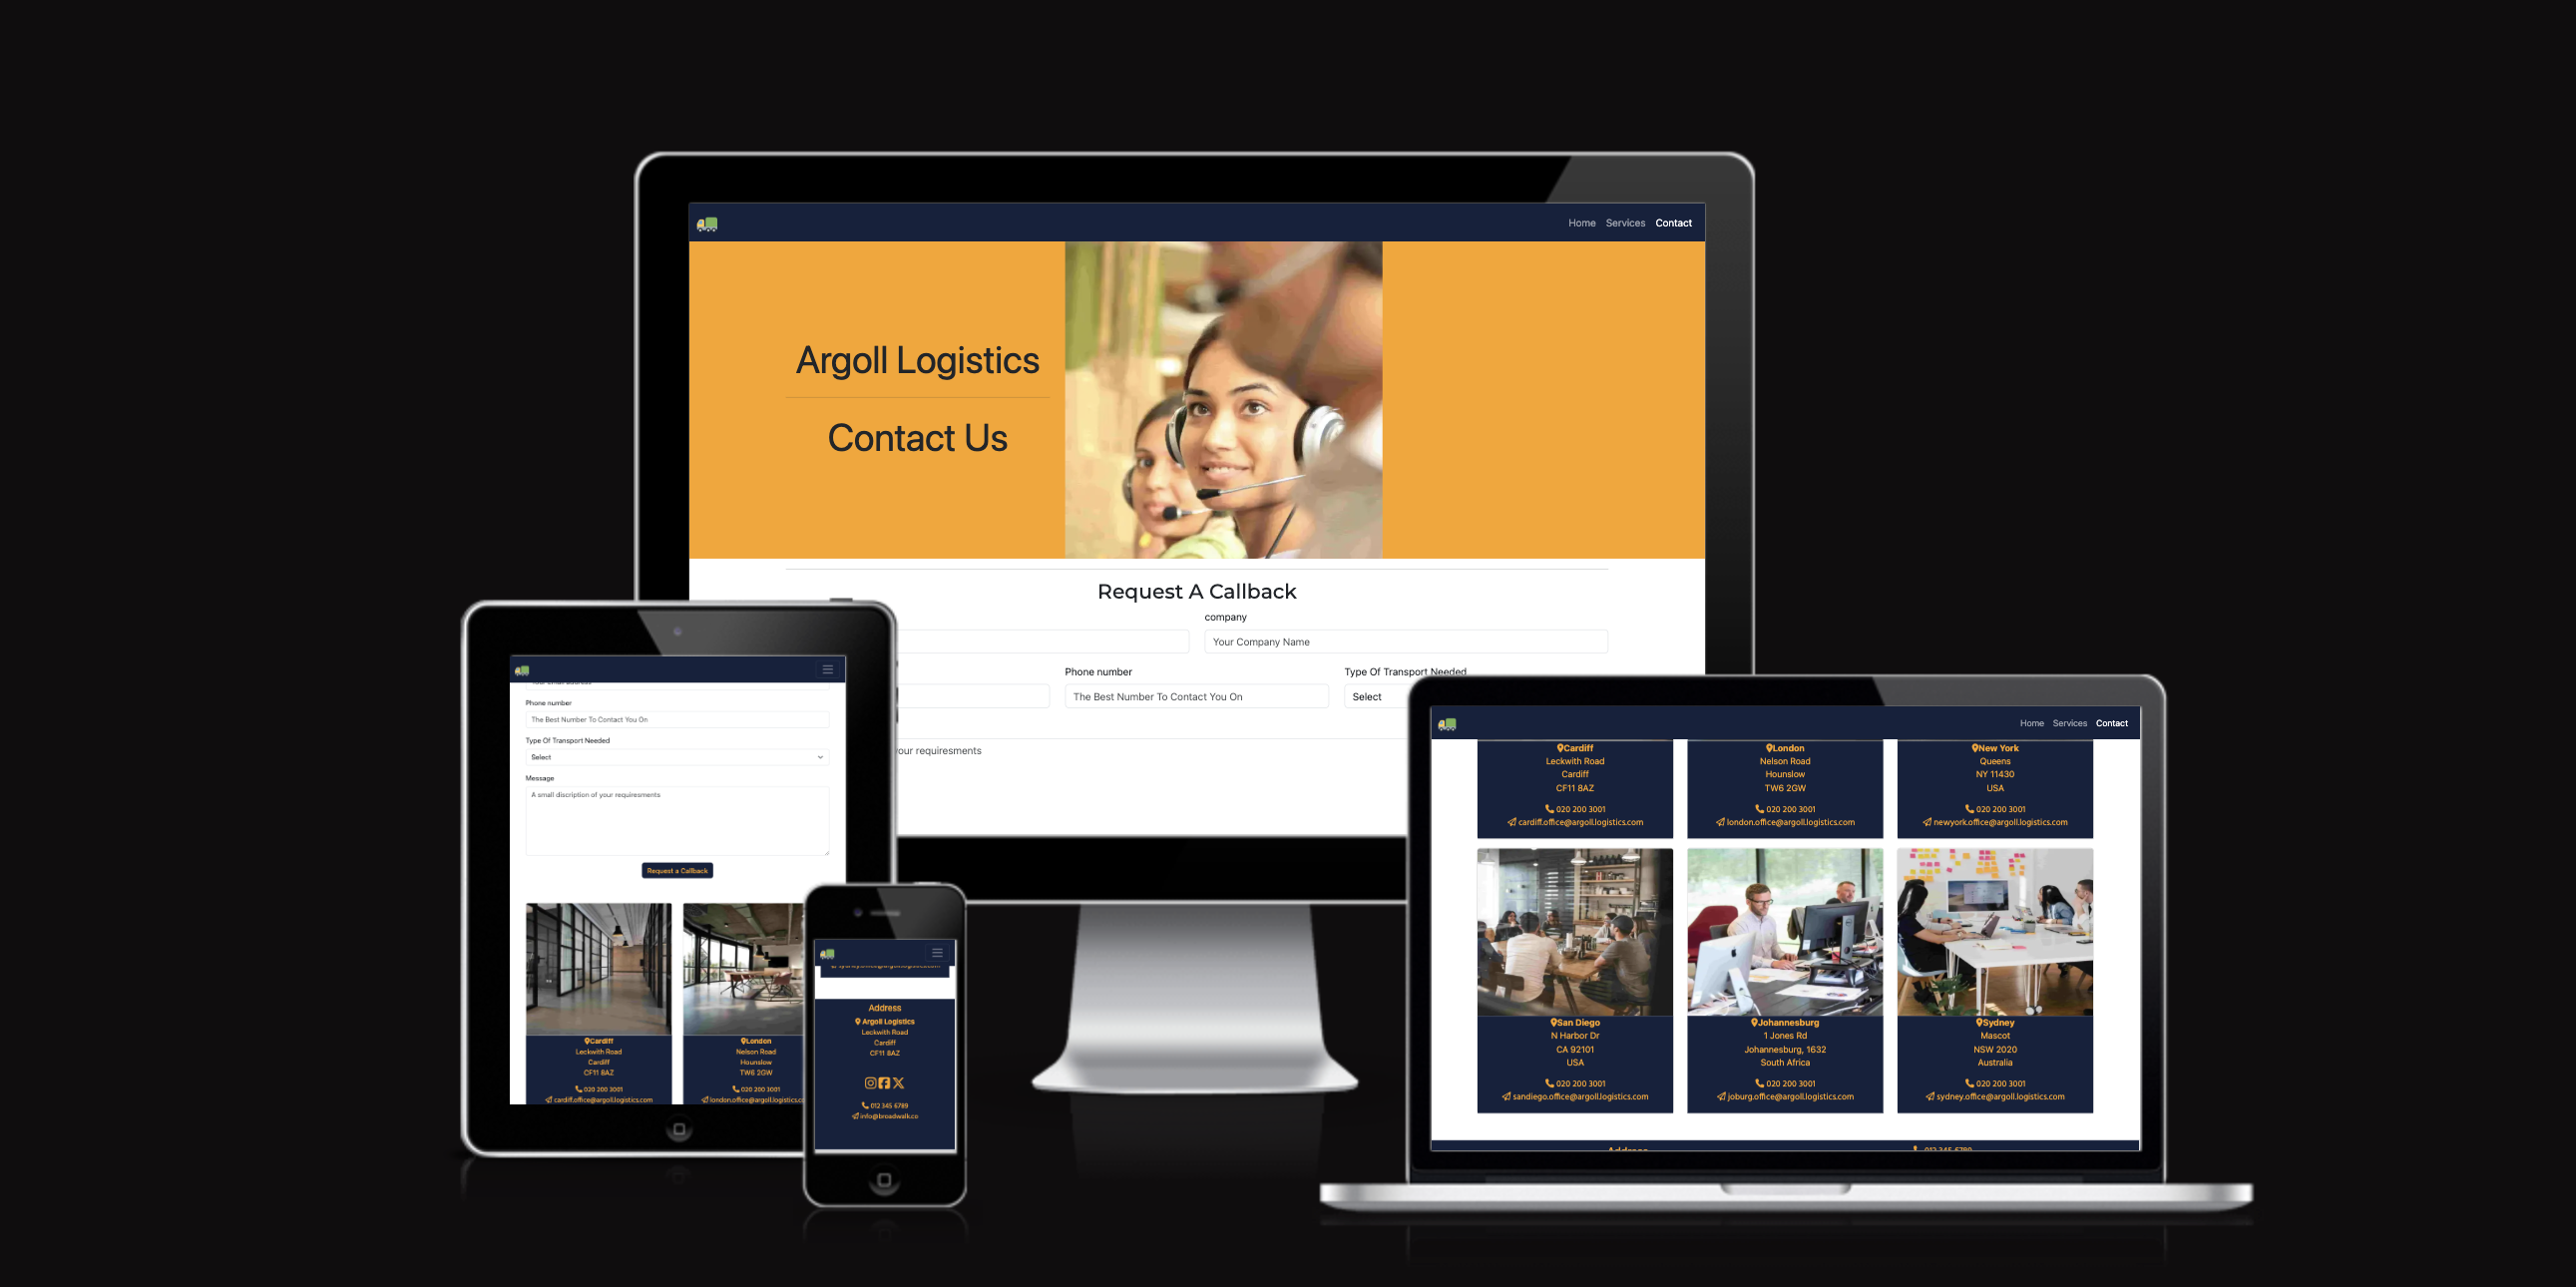 Home Services Contact
Argoll Logistics
Contact Us
Request A Callback
company
Your Company Name
Phone number
Type Of Transport Needed
The Best Number To Contact You On
Select
our requiresments
Phone number
The Best Number To Contact You On
Type Of Transport Needed
Select
Message
A small discription of your requiresments
Request a Callback
Cardiff
Leckwith Road
Cardiff
CF11 8AZ
020 200 3001
cardiff.office@argoll.logistics.com
London
Nelson Road
Hounslow
TW6 2GW
020 200 3001
london.office@argoll.logistics.c
Address
Argoll Logistics
Leckwith Road
Cardiff
CF11 8AZ
012 345 6789
info@broadwalk.co
Home Services Contact
Cardiff
Leckwith Road
Cardiff
CF11 8AZ
020 200 3001
cardiff.office@argoll.logistics.com
London
Nelson Road
Hounslow
TW6 2GW
020 200 3001
london.office@argoll.logistics.com
New York
Queens
NY 11430
USA
020 200 3001
newyork.office@argoll.logistics.com
San Diego
N Harbor Dr
CA 92101
USA
020 200 3001
sandiego.office@argoll.logistics.com
Johannesburg
1 Jones Rd
Johannesburg, 1632
South Africa
020 200 3001
joburg.office@argoll.logistics.com
Sydney
Mascot
NSW 2020
Australia
020 200 3001
sydney.office@argoll.logistics.com
Address
012 345 6789